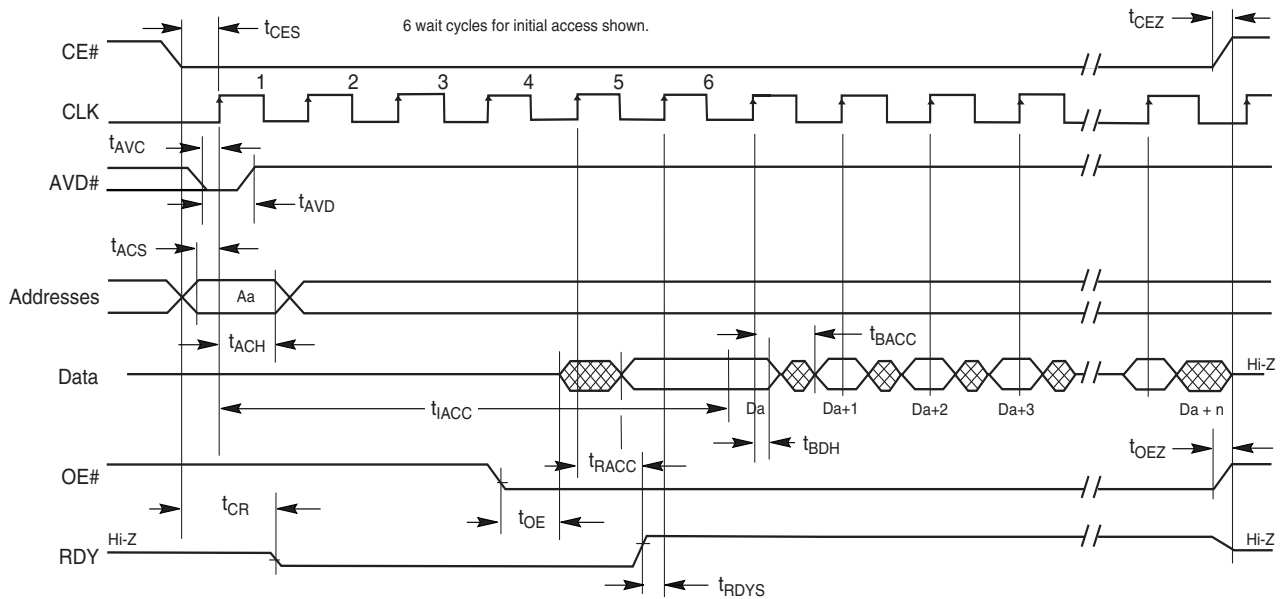 tCES
6 wait cycles for initial access shown.
tCEZ
CE#
1 2 3 4 5 6
CLK
tAVC
AVD#
tAVD
tACS
Addresses
Aa
tACH
tBACC
Data
Hi-Z
tIACC
Da
Da+1
Da+2
Da+3
Da + n
tBDH
tOEZ
OE#
tRACC
tCR
tOE
Hi-Z
RDY
Hi-Z
tRDYS